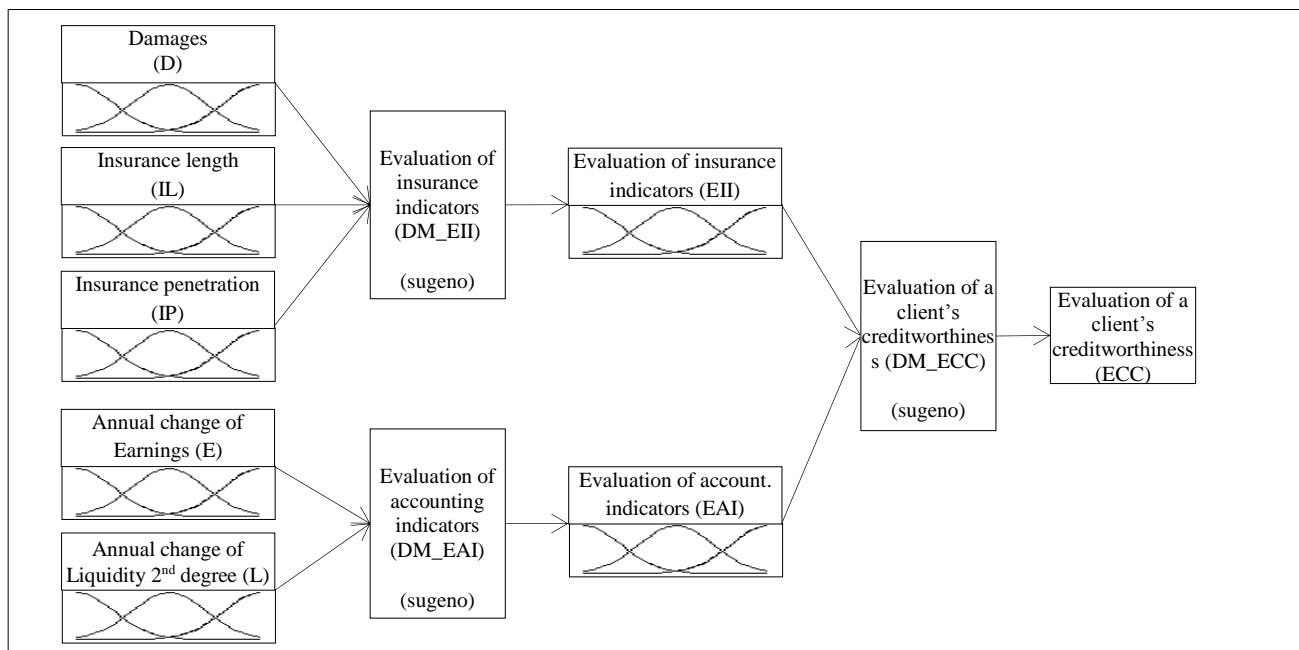 Damages
(D)
Insurance length
(IL)
Insurance penetration
(IP)
Annual change of
Earnings (E)
Annual change of
Liquidity 2nd degree (L)
Evaluation of
insurance
indicators
(DM_EII)
(sugeno)
Evaluation of
accounting
indicators
(DM_EAI)
(sugeno)
Evaluation of insurance
indicators (EII)
Evaluation of account.
indicators (EAI)
Evaluation of a
client’s
creditworthines
s (DM_ECC)
(sugeno)
Evaluation of a
client’s
creditworthiness
(ECC)